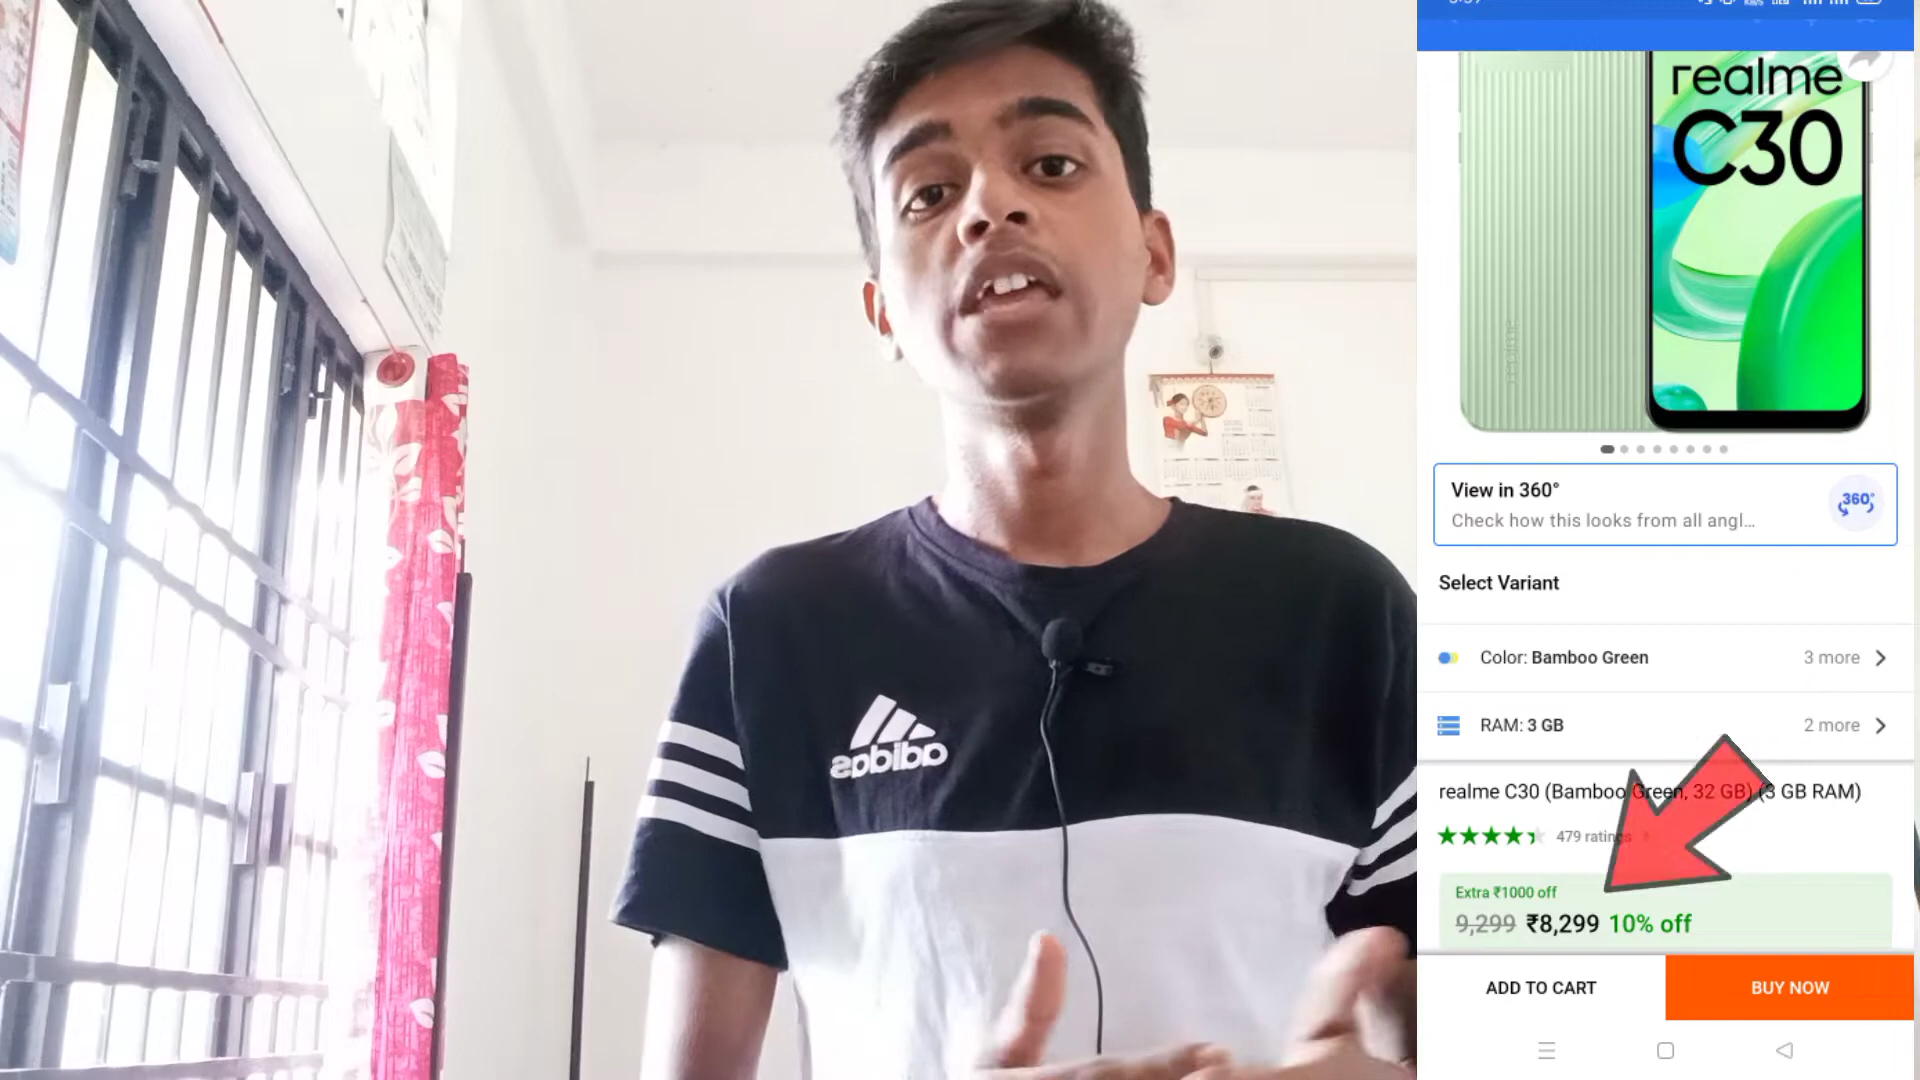 adidas
realme
C30
realme
View in 360°
360°
Check how this looks from all angl...
Select Variant
Color: Bamboo Green 3 more
RAM: 3 GB 2 more
realme C30 (Bamboo Green, 32 GB) (3 GB RAM)
479 ratings
Extra ₹1000 off
9,299 ₹8,299 10% off
ADD TO CART BUY NOW